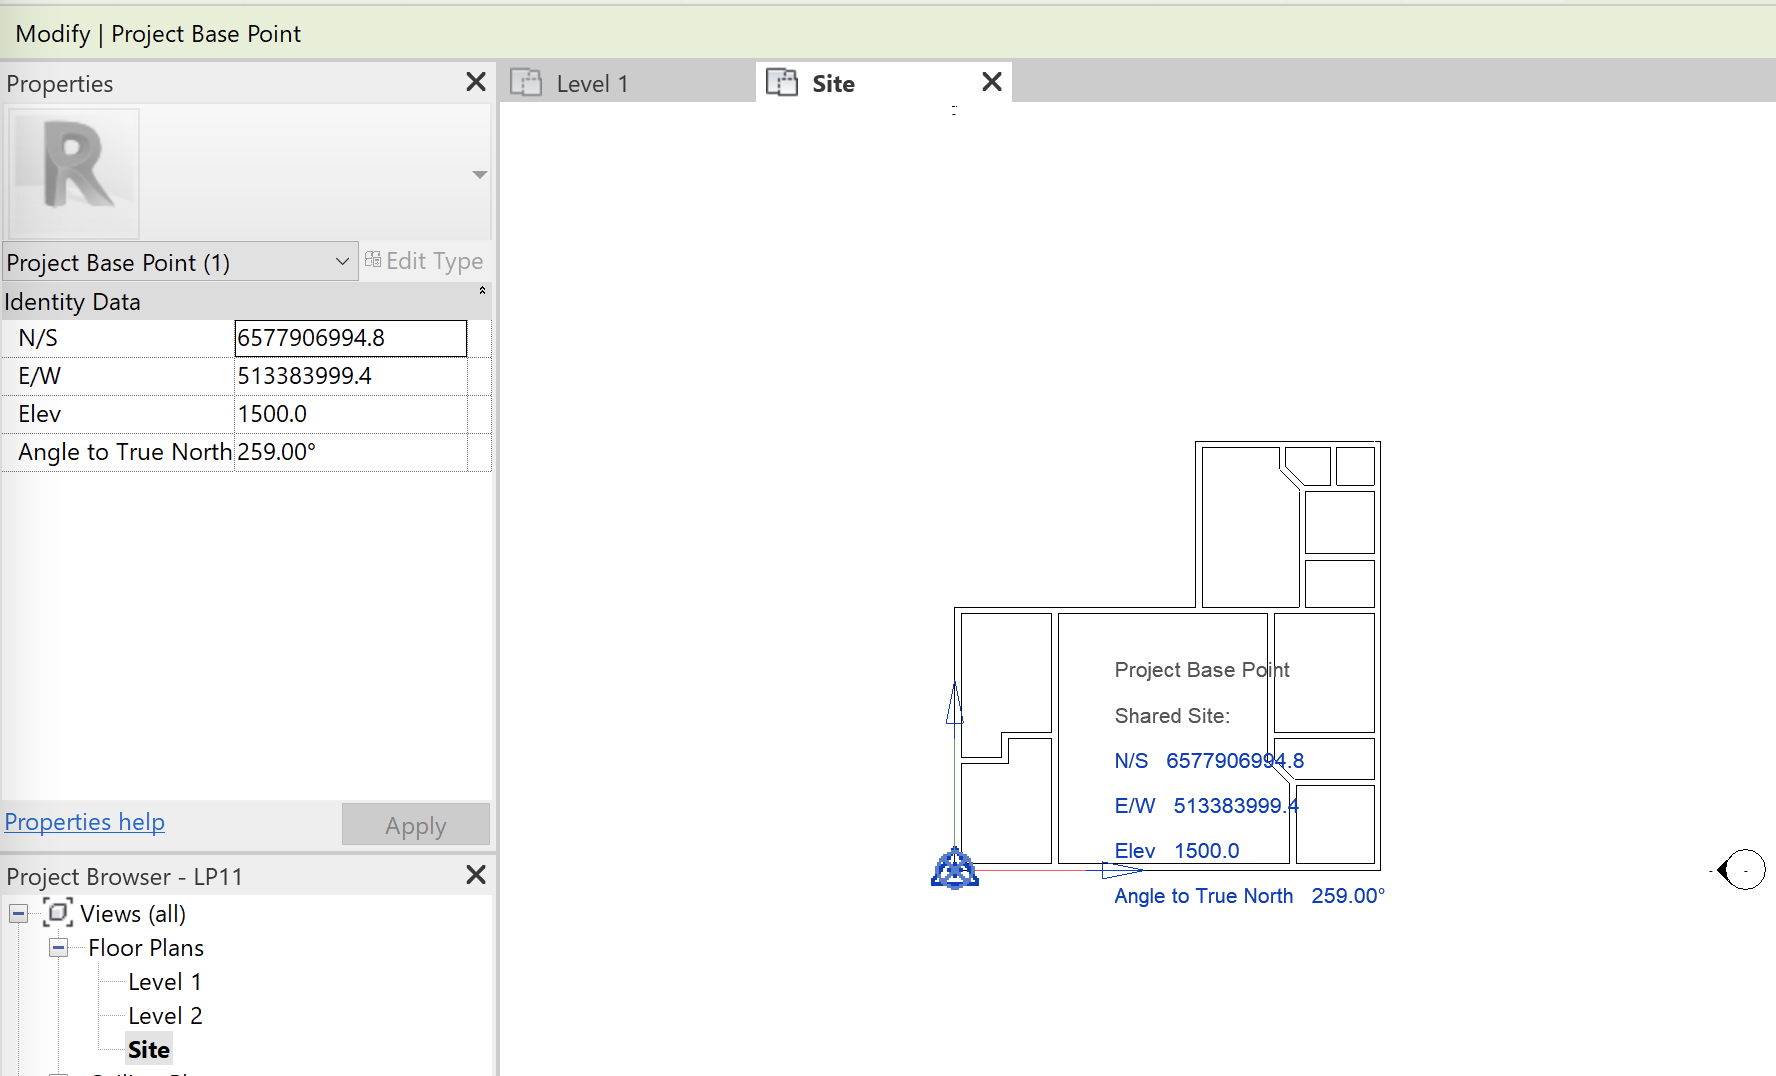 Modify | Project Base Point
Properties
Level 1
Site
R
Project Base Point (1)
Edit Type
Identity Data
N/S 6577906994.8
E/W 513383999.4
Elev 1500.0
Angle to True North 259.00°
Properties help
Apply
Project Browser - LP11
Views (all)
Floor Plans
Level 1
Level 2
Site
Project Base Point
Shared Site:
N/S 6577906994.8
E/W 513383999.4
Elev 1500.0
Angle to True North 259.00°